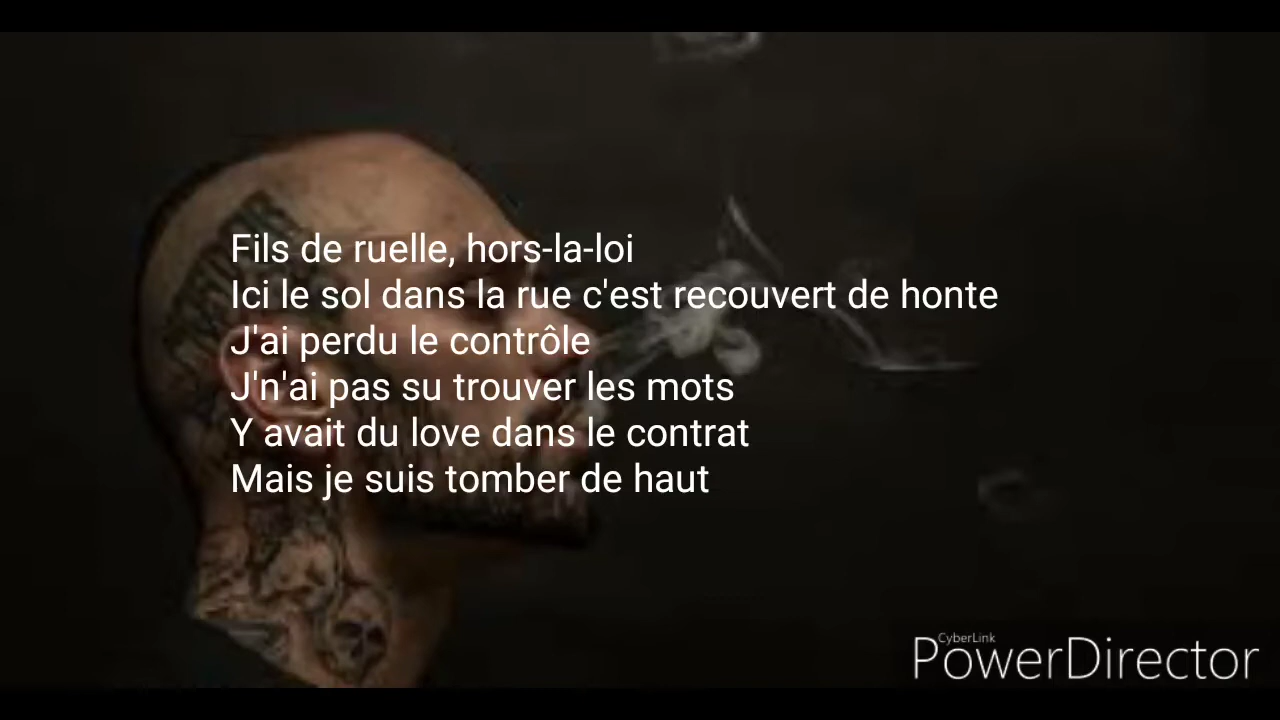 Fils de ruelle, hors-la-loi
Ici le sol dans la rue c'est recouvert de honte
J'ai perdu le contrôle
J'n'ai pas su trouver les mots
Y avait du love dans le contrat
Mais je suis tomber de haut
CyberLink
PowerDirector